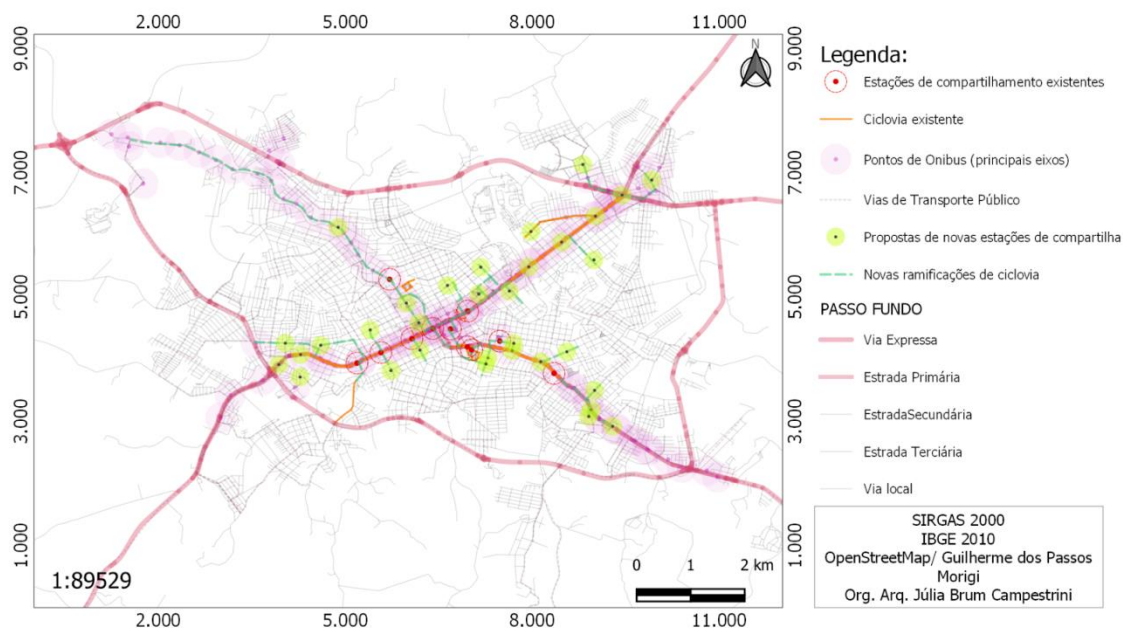 2.000 5.000 8.000 11.000
9.000 9.000
7.000 7.000
5.000 5.000
3.000 3.000
1.000 1.000
N
1:89529
0 1 2 km
2.000 5.000 8.000 11.000
Legenda:
Estações de compartilhamento existentes
Ciclovia existente
Pontos de Onibus (principais eixos)
Vias de Transporte Público
Propostas de novas estações de compartilha
Novas ramificações de ciclovia
PASSO FUNDO
Via Expressa
Estrada Primária
EstradaSecundária
Estrada Terciária
Via local
SIRGAS 2000
IBGE 2010
OpenStreetMap/ Guilherme dos Passos
Morigi
Org. Arq. Júlia Brum Campestrini